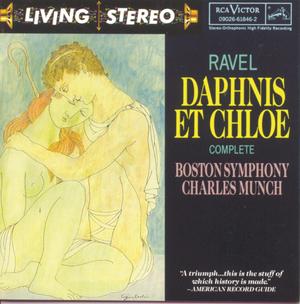 LIVING STEREO
RCA VICTOR
09026-61846-2
Stereo-Orthophonic High Fidelity Recording
RAVEL
DAPHNIS
ET CHLOE
COMPLETE
BOSTON SYMPHONY
CHARLES MUNCH
"A triumph...this is the stuff of
which history is made."
–AMERICAN RECORD GUIDE